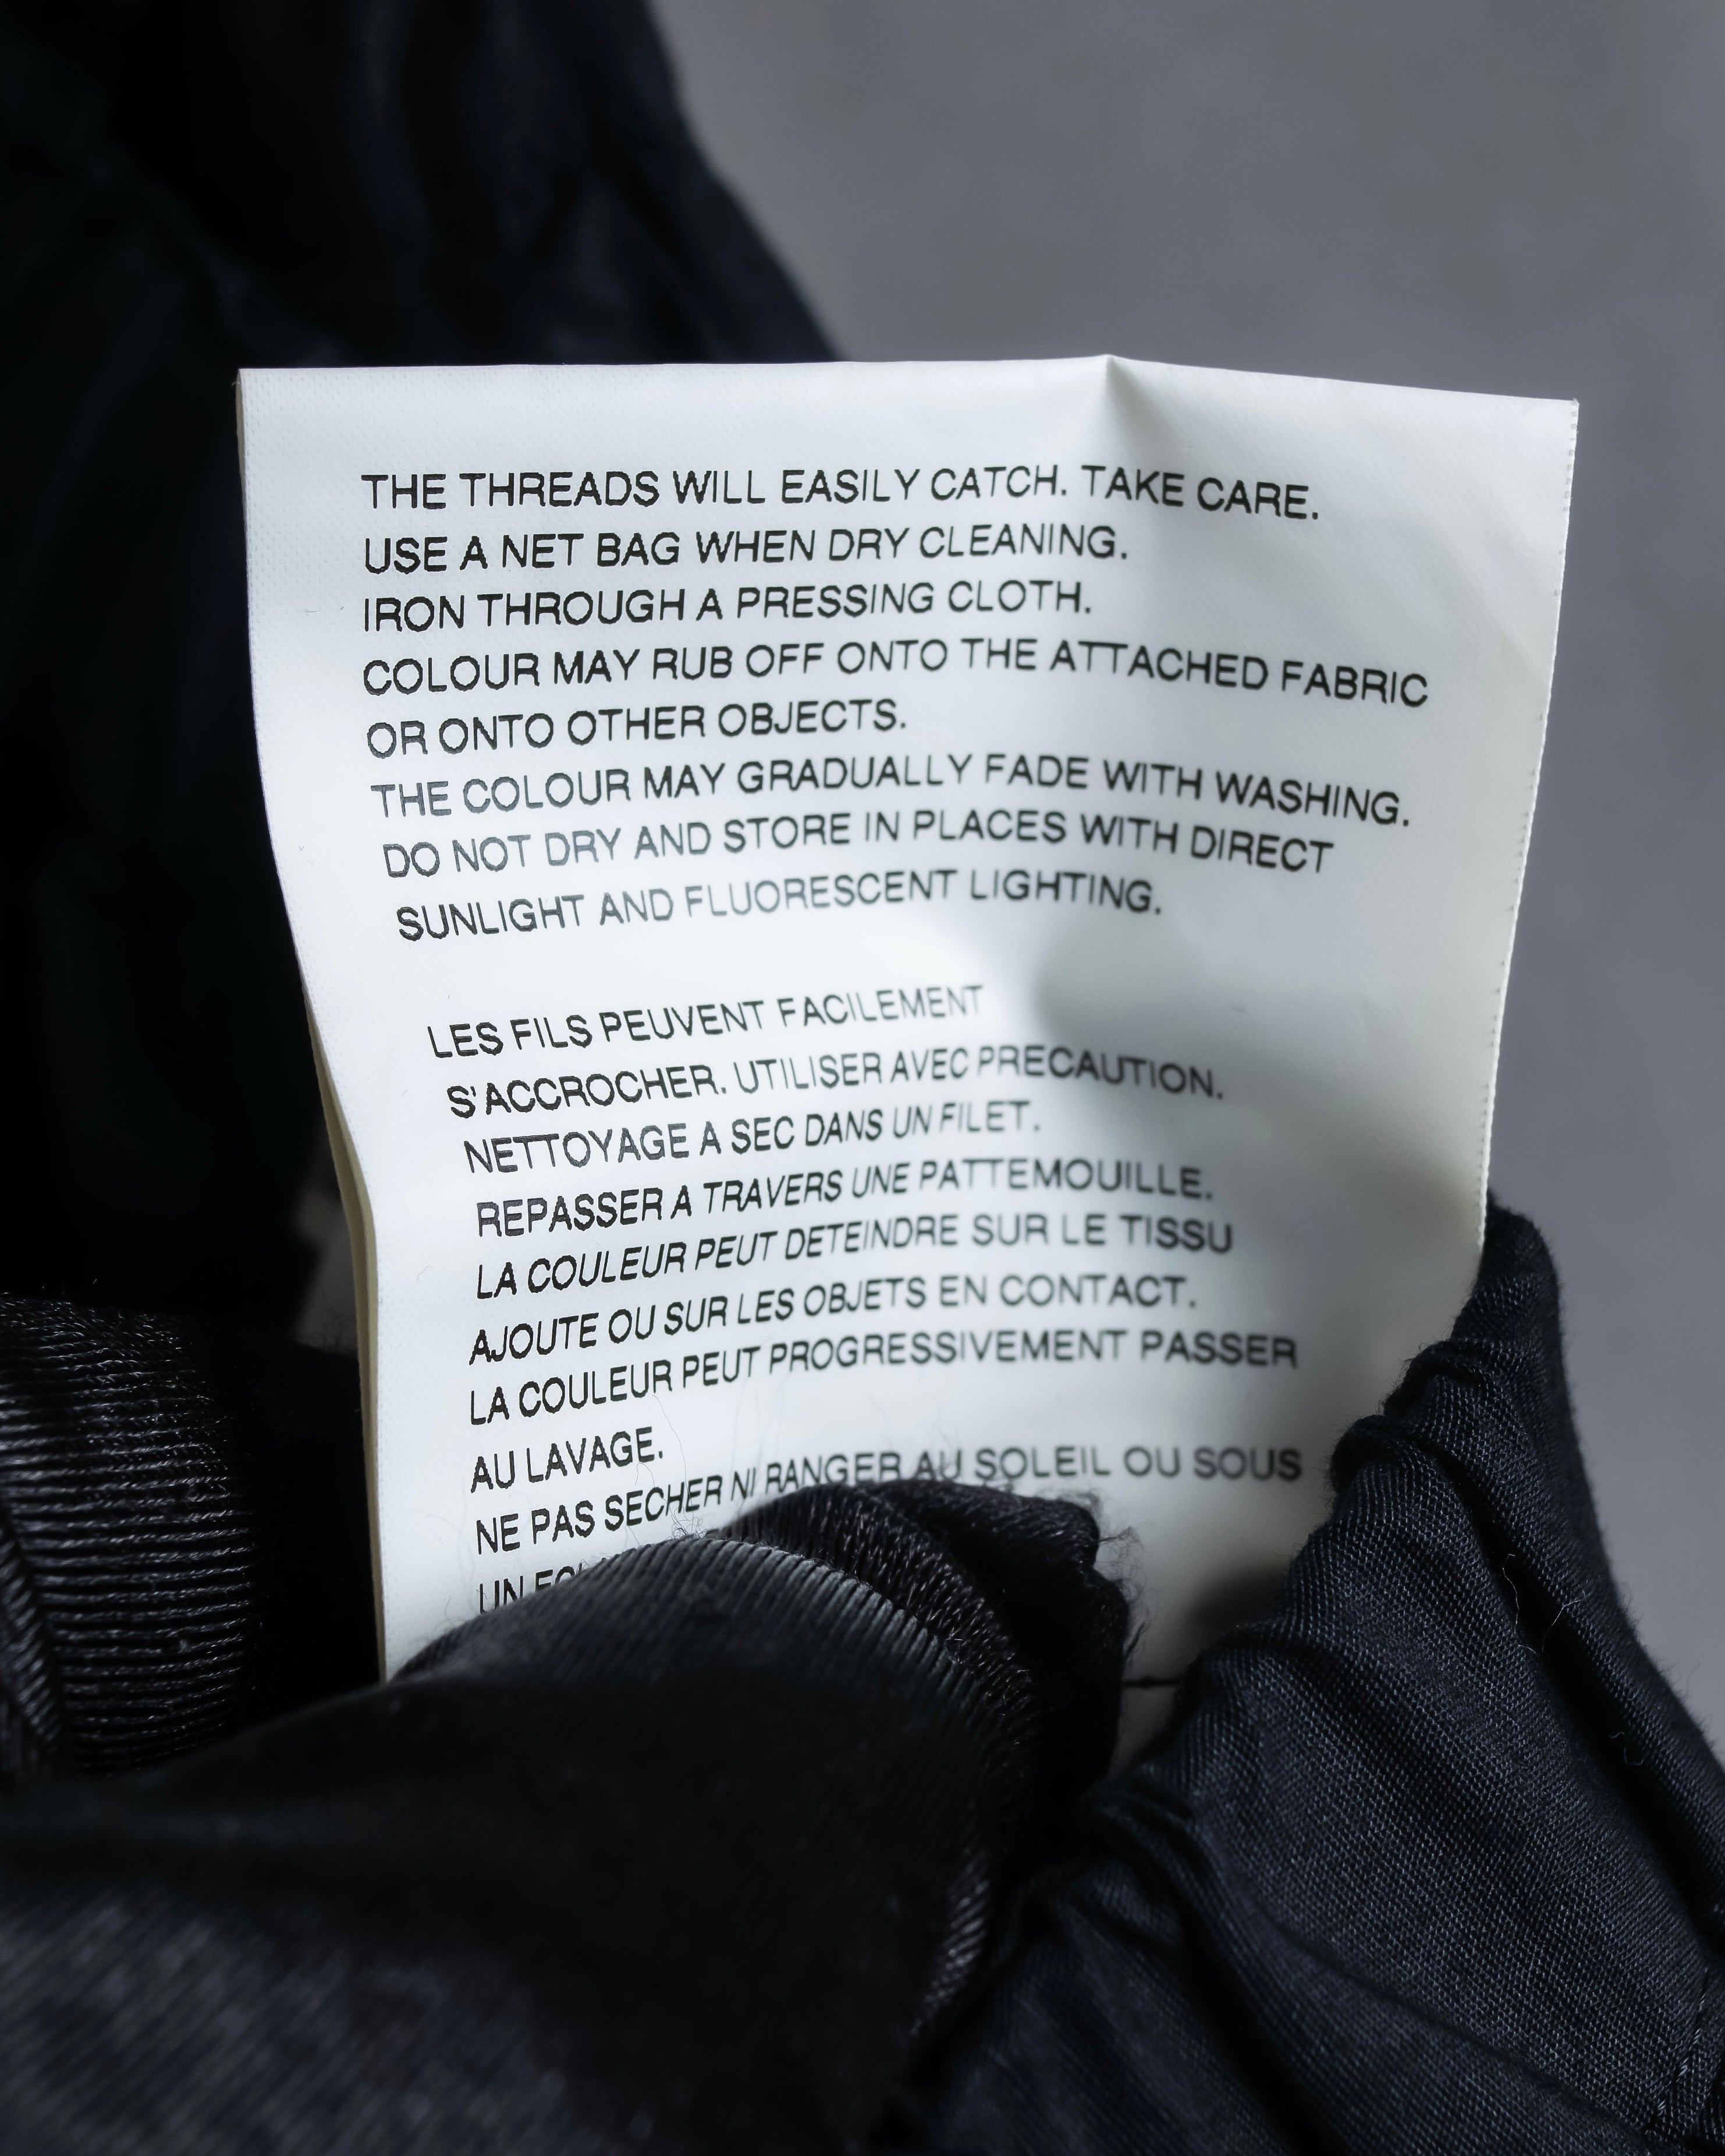 THE THREADS WILL EASILY CATCH. TAKE CARE.
USE A NET BAG WHEN DRY CLEANING.
IRON THROUGH A PRESSING CLOTH.
COLOUR MAY RUB OFF ONTO THE ATTACHED FABRIC
OR ONTO OTHER OBJECTS.
THE COLOUR MAY GRADUALLY FADE WITH WASHING.
DO NOT DRY AND STORE IN PLACES WITH DIRECT
SUNLIGHT AND FLUORESCENT LIGHTING.
LES FILS PEUVENT FACILEMENT
S'ACCROCHER. UTILISER AVEC PRECAUTION.
NETTOYAGE A SEC DANS UN FILET.
REPASSER A TRAVERS UNE PATTEMOUILLE.
LA COULEUR PEUT DETEINDRE SUR LE TISSU
AJOUTE OU SUR LES OBJETS EN CONTACT.
LA COULEUR PEUT PROGRESSIVEMENT PASSER
AU LAVAGE.
NE PAS SECHER NI RANGER AU SOLEIL OU SOUS
UN